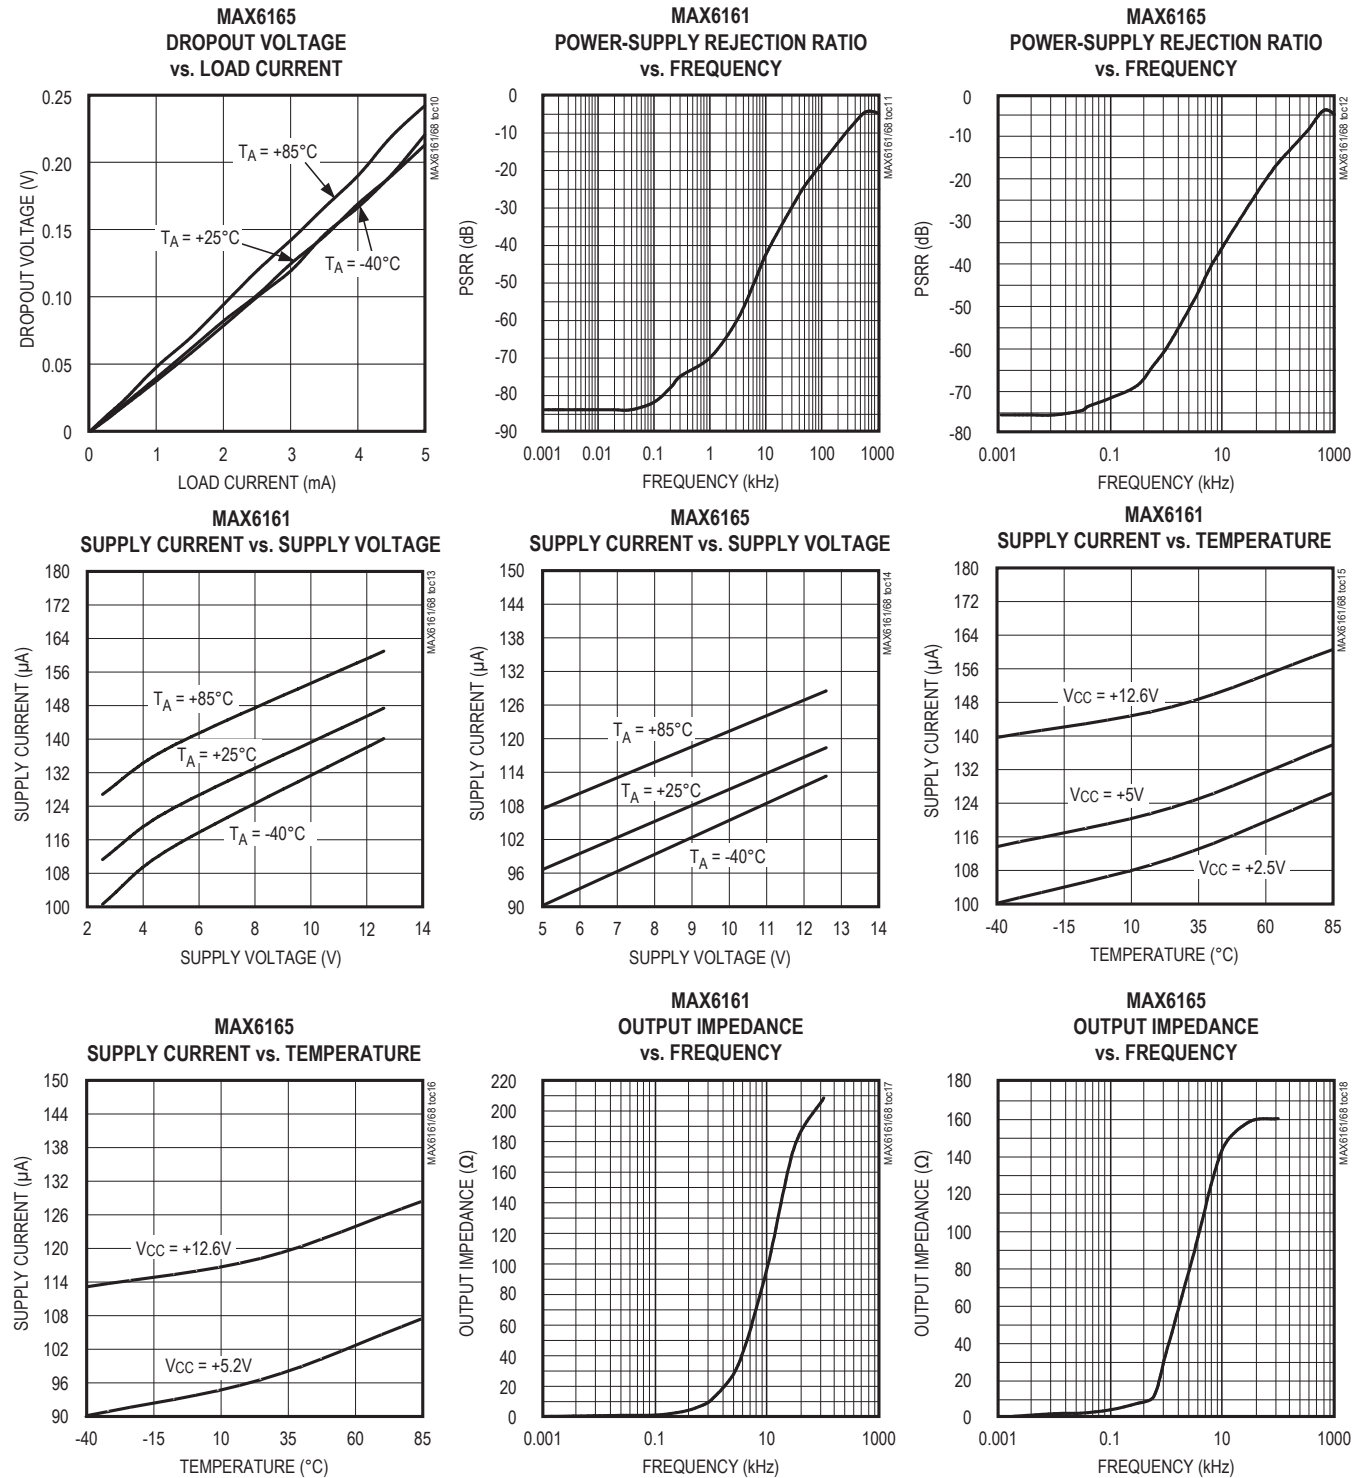 MAX6165
DROPOUT VOLTAGE
vs. LOAD CURRENT
0.25
0.20
0.15
0.10
0.05
0
DROPOUT VOLTAGE (V)
TA = +85°C
TA = +25°C
TA = -40°C
0 1 2 3 4 5
LOAD CURRENT (mA)
MAX6161/68 toc10
MAX6161
POWER-SUPPLY REJECTION RATIO
vs. FREQUENCY
0
-10
-20
-30
-40
-50
-60
-70
-80
-90
PSRR (dB)
0.001 0.01 0.1 1 10 100 1000
FREQUENCY (kHz)
MAX6161/68 toc11
MAX6165
POWER-SUPPLY REJECTION RATIO
vs. FREQUENCY
0
-10
-20
-30
-40
-50
-60
-70
-80
PSRR (dB)
0.001 0.1 10 1000
FREQUENCY (kHz)
MAX6161/68 toc12
MAX6161
SUPPLY CURRENT vs. SUPPLY VOLTAGE
180
172
164
156
148
140
132
124
116
108
100
SUPPLY CURRENT (µA)
TA = +85°C
TA = +25°C
TA = -40°C
2 4 6 8 10 12 14
SUPPLY VOLTAGE (V)
MAX6161/68 toc13
MAX6165
SUPPLY CURRENT vs. SUPPLY VOLTAGE
150
144
138
132
126
120
114
108
102
96
90
SUPPLY CURRENT (µA)
TA = +85°C
TA = +25°C
TA = -40°C
5 6 7 8 9 10 11 12 13 14
SUPPLY VOLTAGE (V)
MAX6161/68 toc14
MAX6161
SUPPLY CURRENT vs. TEMPERATURE
180
172
164
156
148
140
132
124
116
108
100
SUPPLY CURRENT (µA)
VCC = +12.6V
VCC = +5V
VCC = +2.5V
-40 -15 10 35 60 85
TEMPERATURE (°C)
MAX6161/68 toc15
MAX6165
SUPPLY CURRENT vs. TEMPERATURE
150
144
138
132
126
120
114
108
102
96
90
SUPPLY CURRENT (µA)
VCC = +12.6V
VCC = +5.2V
-40 -15 10 35 60 85
TEMPERATURE (°C)
MAX6161/68 toc16
MAX6161
OUTPUT IMPEDANCE
vs. FREQUENCY
220
200
180
160
140
120
100
80
60
40
20
0
OUTPUT IMPEDANCE (Ω)
0.001 0.1 10 1000
FREQUENCY (kHz)
MAX6161/68 toc17
MAX6165
OUTPUT IMPEDANCE
vs. FREQUENCY
180
160
140
120
100
80
60
40
20
0
OUTPUT IMPEDANCE (Ω)
0.001 0.1 10 1000
FREQUENCY (kHz)
MAX6161/68 toc18